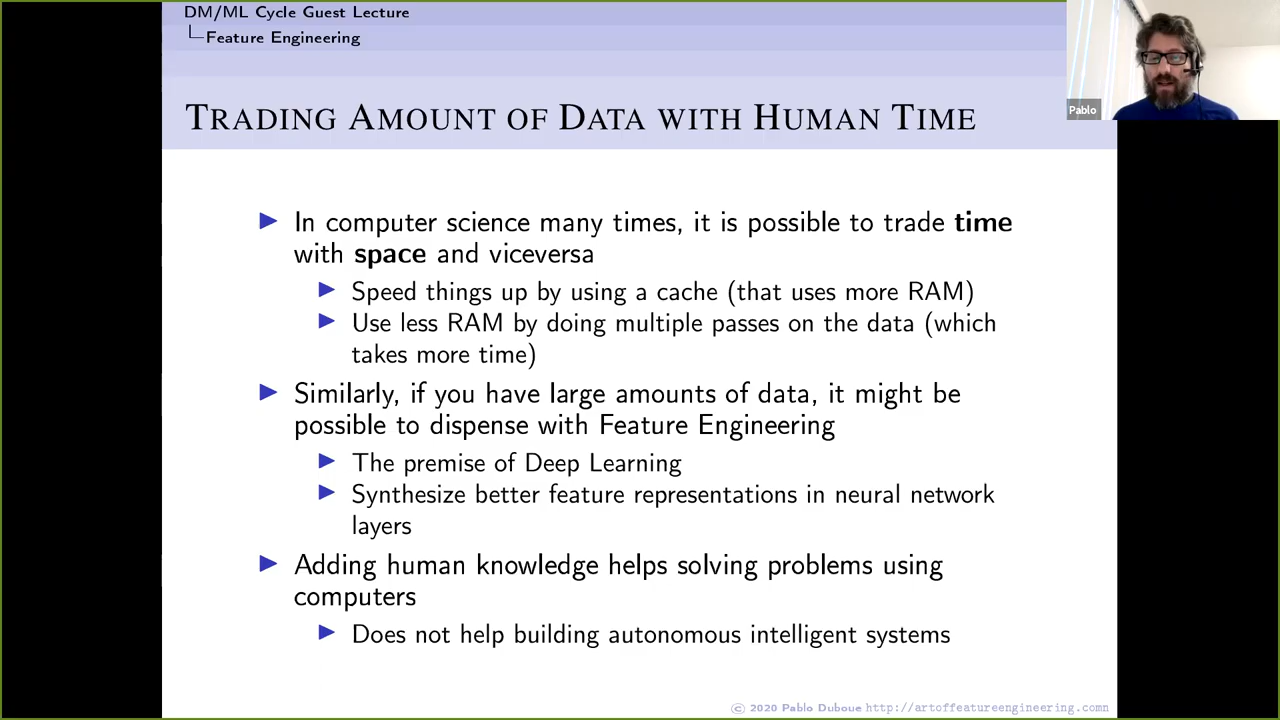 DM/ML Cycle Guest Lecture
Feature Engineering
Pablo
TRADING AMOUNT OF DATA WITH HUMAN TIME
In computer science many times, it is possible to trade time
with space and viceversa
Speed things up by using a cache (that uses more RAM)
Use less RAM by doing multiple passes on the data (which
takes more time)
Similarly, if you have large amounts of data, it might be
possible to dispense with Feature Engineering
The premise of Deep Learning
Synthesize better feature representations in neural network
layers
Adding human knowledge helps solving problems using
computers
Does not help building autonomous intelligent systems
© 2020 Pablo Duboue http://artoffeatureengineering.comn